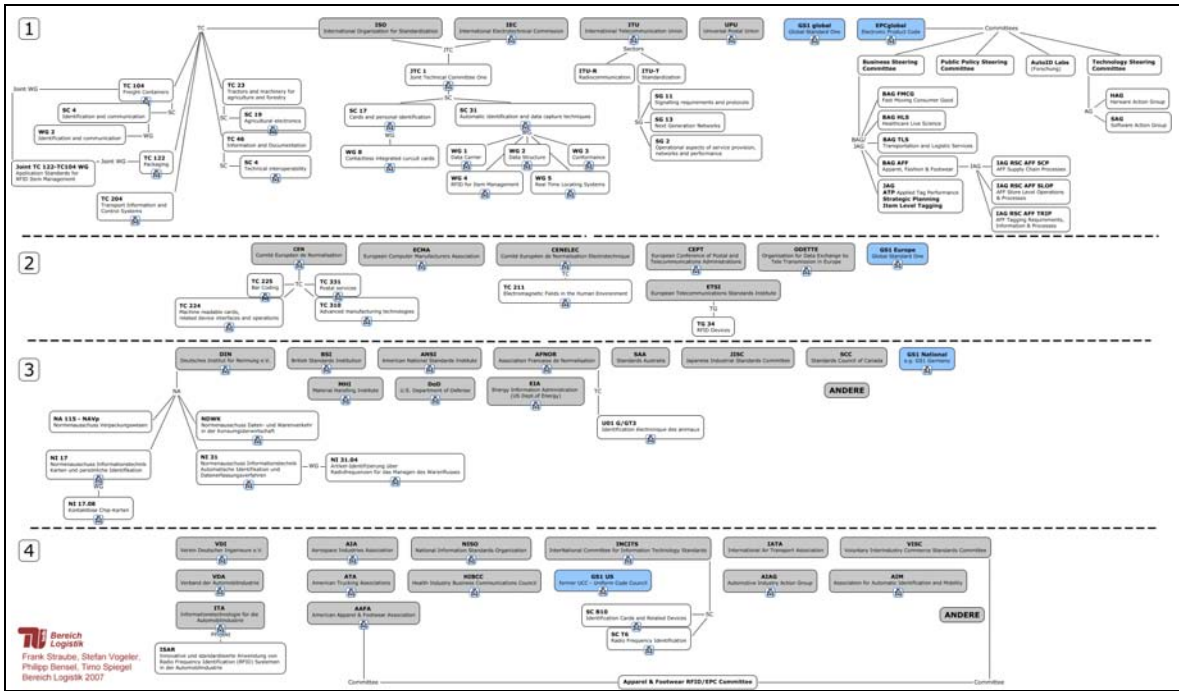 1
ISO
International Organization for Standardization
IEC
International Electrotechnical Commission
ITU
International Telecommunication Union
UPU
Universal Postal Union
GS1 global
Global Standard One
EPCglobal
Electronic Product Code
TC
JTC
Sectors
Committees
JTC 1
Joint Technical Committee One
ITU-R
Radiocommunication
ITU-T
Standardization
Business Steering
Committee
Public Policy Steering
Committee
AutoID Labs
(Forschung)
Technology Steering
Committee
Joint WG
TC 104
Freight Containers
TC 23
Tractors and machinery for
agriculture and forestry
SC
SC 4
Identification and communication
SC
SC
SC 19
Agricultural electronics
WG 2
Identification and communication
WG
TC 46
Information and Documentation
SC
SC 4
Technical interoperability
Joint TC 122-TC104 WG
Application Standards for
RFID Item Management
Joint WG
TC 122
Packaging
TC 204
Transport Information and
Control Systems
SC 17
Cards and personal identification
SC 31
Automatic identification and data capture techniques
WG
WG 8
WG 1
Data Carrier
WG 2
Data Structure
WG 3
Conformance
WG 4
RFID for Item Management
WG 5
Real Time Locating Systems
SG
SG 11
Signalling requirements and protocols
SG 13
Next Generation Networks
SG 2
Operational aspects of service provision,
networks and performance
BAG FMCG
Fast Moving Consumer Good
BAG HLS
Healthcare Live Science
BAG TLS
Transportation and Logistic Services
BAG
JAG
BAG AFF
Apparel, Fashion & Footwear
JAG
ATP Applied Tag Performance
Strategic Planning
Item Level Tagging
IAG
IAG RSC AFF SCP
AFF Supply Chain Processes
IAG RSC AFF SLOP
AFF Store Level Operations
& Processes
IAG RSC AFF TRIP
AFF Tagging Requirements,
Information & Processes
AG
HAG
SAG
Software Action Group
2
CEN
Comité Européen de Normalisation
ECMA
European Computer Manufacturers Association
CENELEC
Comité Européen de Normalisation Electrotechnique
CEPT
European Conference of Postal and
Telecommunications Administrations
ODETTE
Organisation for Data Exchange by
Tele Transmission in Europe
GS1 Europe
Global Standard One
TC
TC 225
Bar Coding
TC 331
Postal services
TC 224
Machine readable cards,
related device interfaces and operations
TC 310
Advanced manufacturing technologies
TC
TC 211
Electromagnetic Fields in the Human Environment
ETSI
European Telecommunications Standards Institute
TG
TG 34
RFID Devices
3
DIN
Deutsches Institut für Normung e.V.
BSI
British Standards Institution
ANSI
American National Standards Institute
AFNOR
Association Francaise de Normalisation
SAA
Standards Australia
JISC
Japanese Industrial Standards Committee
SCC
Standards Council of Canada
GS1 National
e.g. GS1 Germany
MHI
Material Handling Institute
DoD
U.S. Department of Defense
EIA
Energy Information Administration
(US Dept of Energy)
ANDERE
NA
TC
NA 115 - NAVp
Normenausschuss Verpackungswesen
NDWK
Normenausschuss Daten- und Warenverkehr
in der Konsumgüterwirtschaft
U01 G/GT3
Identification électronique des animaux
NI 17
Normenausschuss Informationstechnik
Karten und persönliche Identifikation
NI 31
Normenausschuss Informationstechnik
Automatische Identifikation und
Datenerfassungsverfahren
WG
NI 31.04
Artikel-Identifizierung über
Radiofrequenzen für das Managen des Warenflusses
WG
NI 17.08
Kontaktlose Chip Karten
4
VDI
Verein Deutscher Ingenieure e.V.
AIA
Aerospace Industries Association
NISO
National Information Standards Organization
INCITS
InterNational Committee for Information Technology Standards
IATA
International Air Transport Association
VISC
Voluntary Interindustry Commerce Standards Committee
VDA
Verband der Automobilindustrie
ATA
American Trucking Associations
HIBCC
Health Industry Business Communications Council
GS1 US
former UCC - Uniform Code Council
AIAG
Automotive Industry Action Group
AIM
Association for Automatic Identification and Mobility
ITA
Informationstechnologie für die
Automobilindustrie
AAFA
American Apparel & Footwear Association
SC
SC B10
Identification Cards and Related Devices
SC T6
Radio Frequency Identification
ANDERE
Projekt
ISAR
Innovative und standardisierte Anwendung von
Radio Frequency Identification (RFID) Systemen
in der Automobilindustrie
Bereich
Logistik
Frank Straube, Stefan Vogeler,
Philipp Bensel, Timo Spiegel
Bereich Logistik 2007
Committee
Apparel & Footwear RFID/EPC Committee
Committee